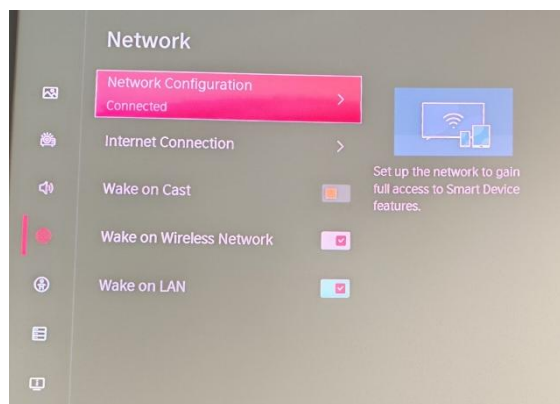 Network
Network Configuration
Connected
Internet Connection
Wake on Cast
Wake on Wireless Network
Wake on LAN
Set up the network to gain
full access to Smart Device
features.